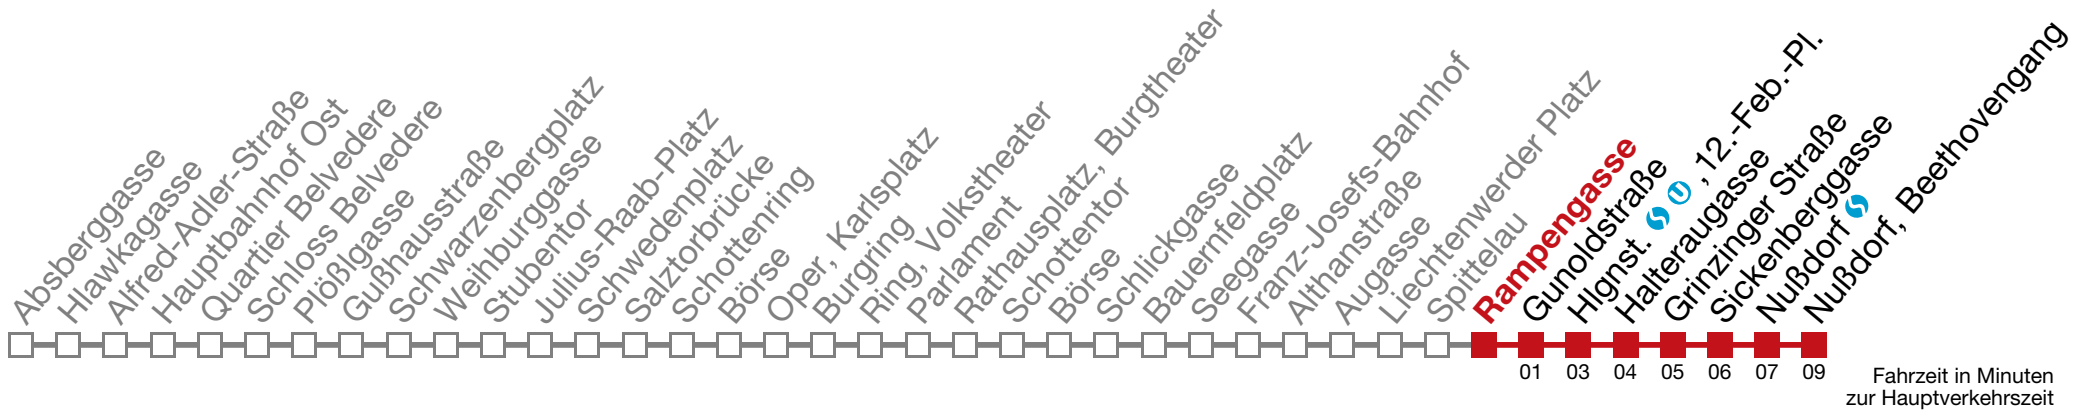 Absberggasse
Hlawkagasse
Alfred-Adler-Straße
Hauptbahnhof Ost
Quartier Belvedere
Schloss Belvedere
Plößlgasse
Gußhausstraße
Schwarzenbergplatz
Weihburggasse
Stubentor
Julius-Raab-Platz
Schwedenplatz
Salztorbrücke
Schottenring
Börse
Oper, Karlsplatz
Burgring
Ring, Volkstheater
Parlament
Rathausplatz, Burgtheater
Schottentor
Börse
Schlickgasse
Bauernfeldplatz
Seegasse
Franz-Josefs-Bahnhof
Althanstraße
Augasse
Liechtenwerder Platz
Spittelau
Rampengasse
Gunoldstraße
Hlgnst. S U , 12.-Feb.-Pl.
Halteraugasse
Grinzinger Straße
Sickenberggasse
Nußdorf S
Nußdorf, Beethovengang
01 03 04 05 06 07 09
Fahrzeit in Minuten
zur Hauptverkehrszeit